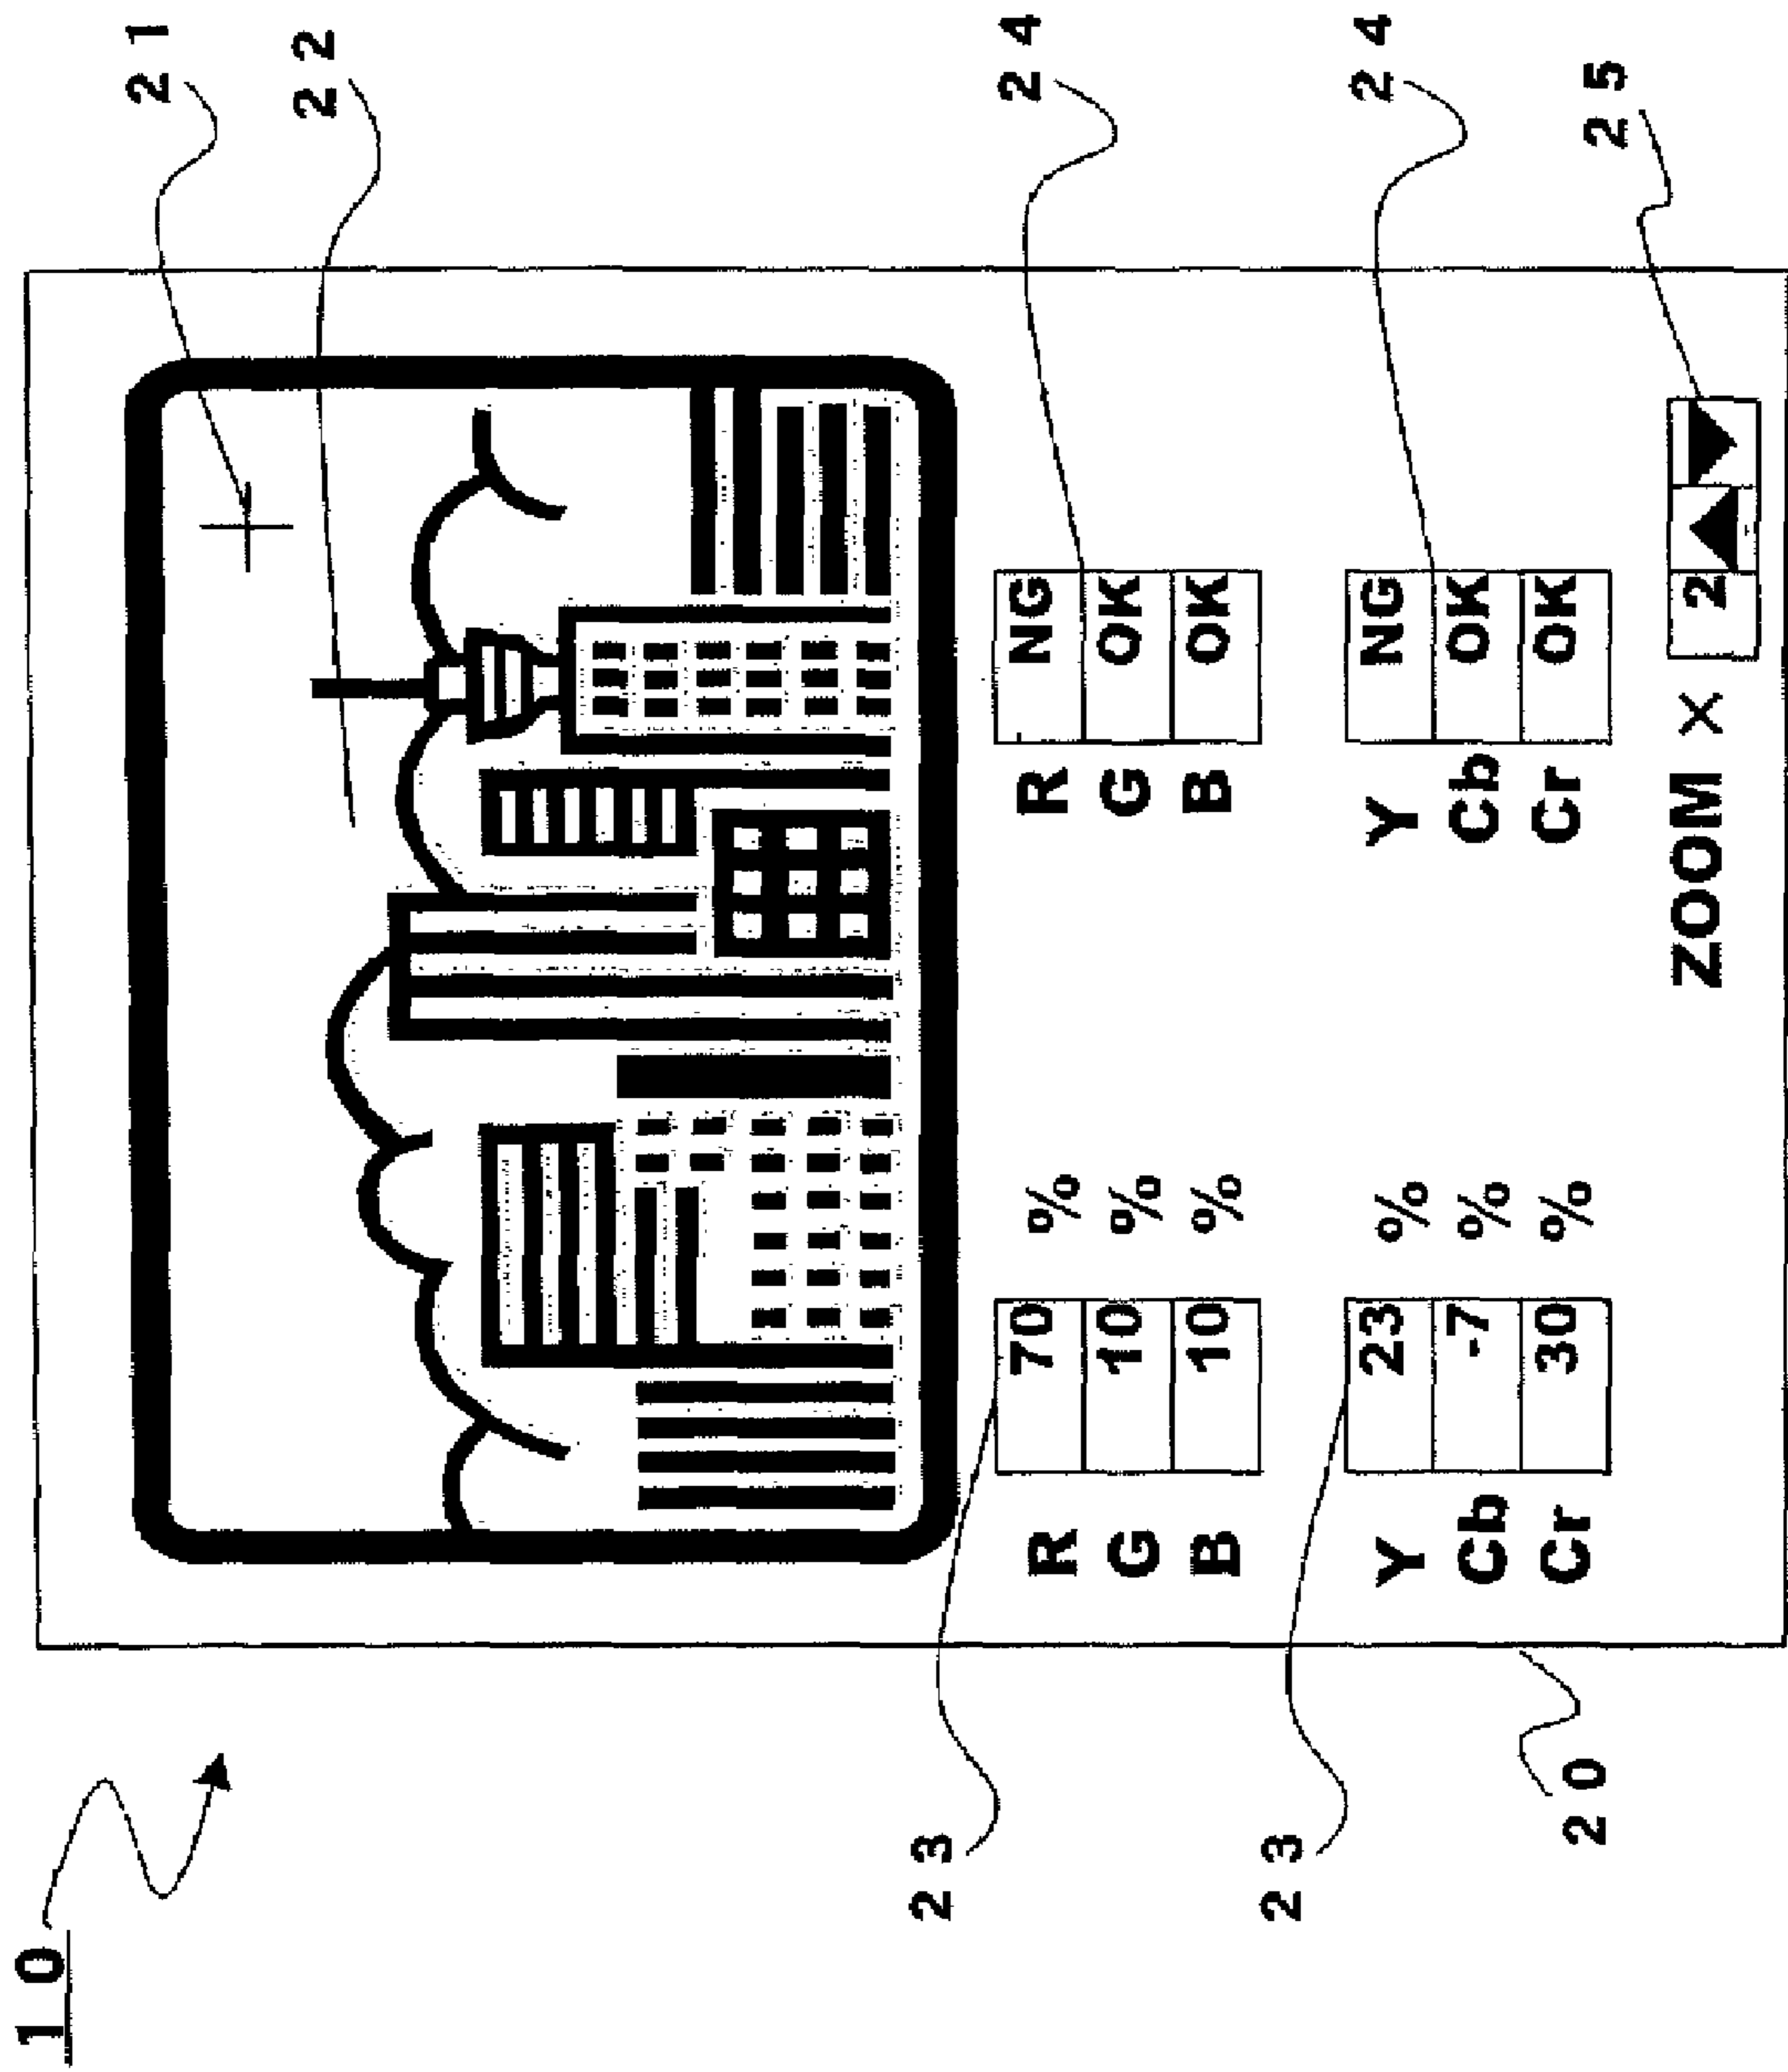 10
21
22
23
R 70 % R NG 24
G 10 % G OK
B 10 % B OK
23
Y 23 % Y NG 24
Cb -7 % Cb OK
Cr 30 % Cr OK
20 25
ZOOM × 2